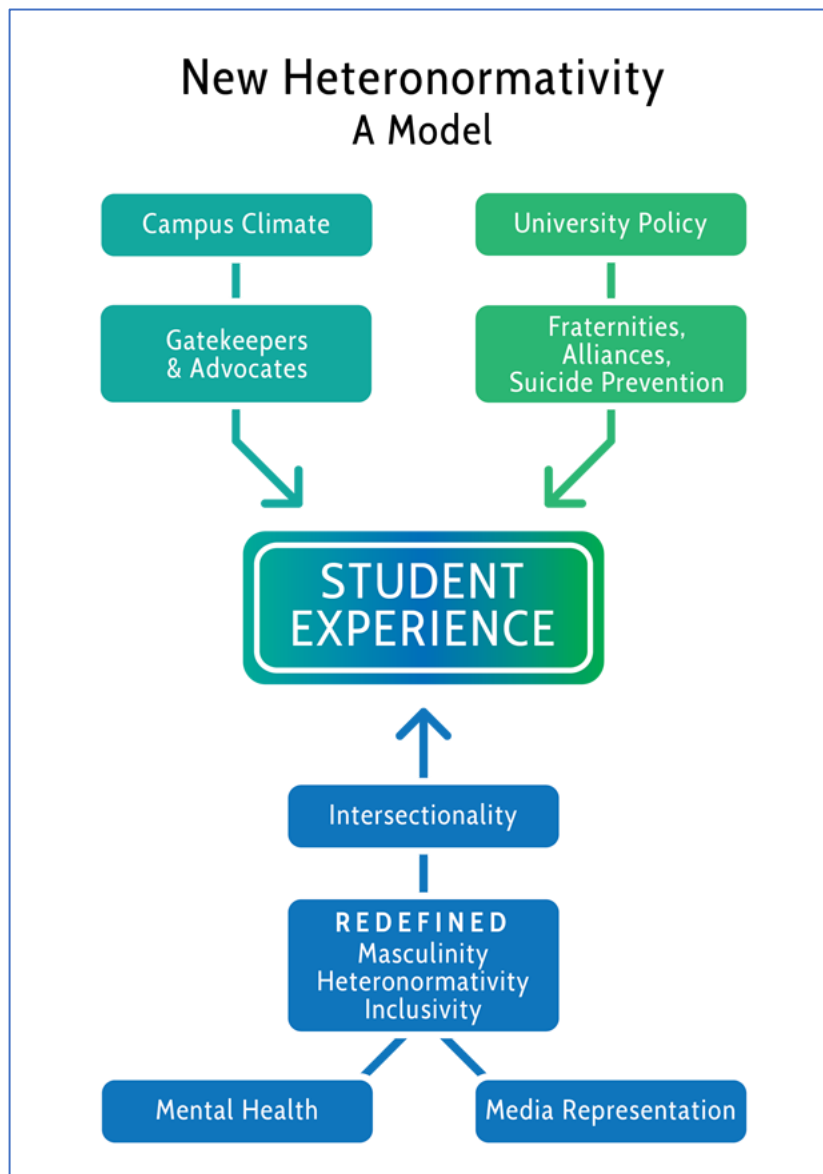 New Heteronormativity
A Model
Campus Climate
University Policy
Gatekeepers
& Advocates
Fraternities,
Alliances,
Suicide Prevention
STUDENT
EXPERIENCE
Intersectionality
REDEFINED
Masculinity
Heteronormativity
Inclusivity
Mental Health
Media Representation